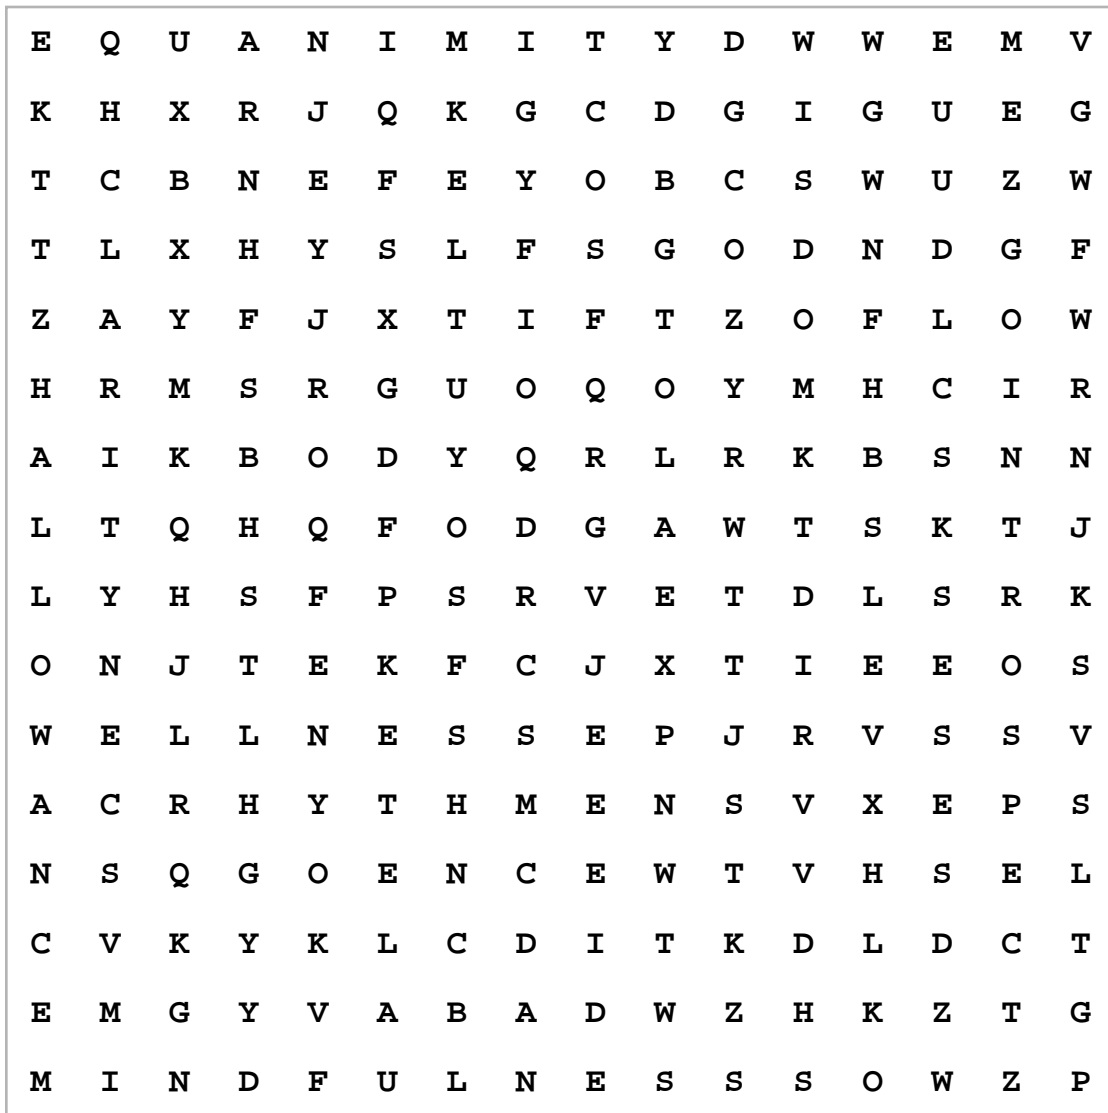 E Q U A N I M I T Y D W W E M V
K H X R J Q K G C D G I G U E G
T C B N E F E Y O B C S W U Z W
T L X H Y S L F S G O D N D G F
Z A Y F J X T I F T Z O F L O W
H R M S R G U O Q O Y M H C I R
A I K B O D Y Q R L R K B S N N
L T Q H Q F O D G A W T S K T J
L Y H S F P S R V E T D L S R K
O N J T E K F C J X T I E E O S
W E L L N E S S E P J R V S S V
A C R H Y T H M E N S V X E P S
N S Q G O E N C E W T V H S E L
C V K Y K L C D I T K D L D C T
E M G Y V A B A D W Z H K Z T G
M I N D F U L N E S S S O W Z P